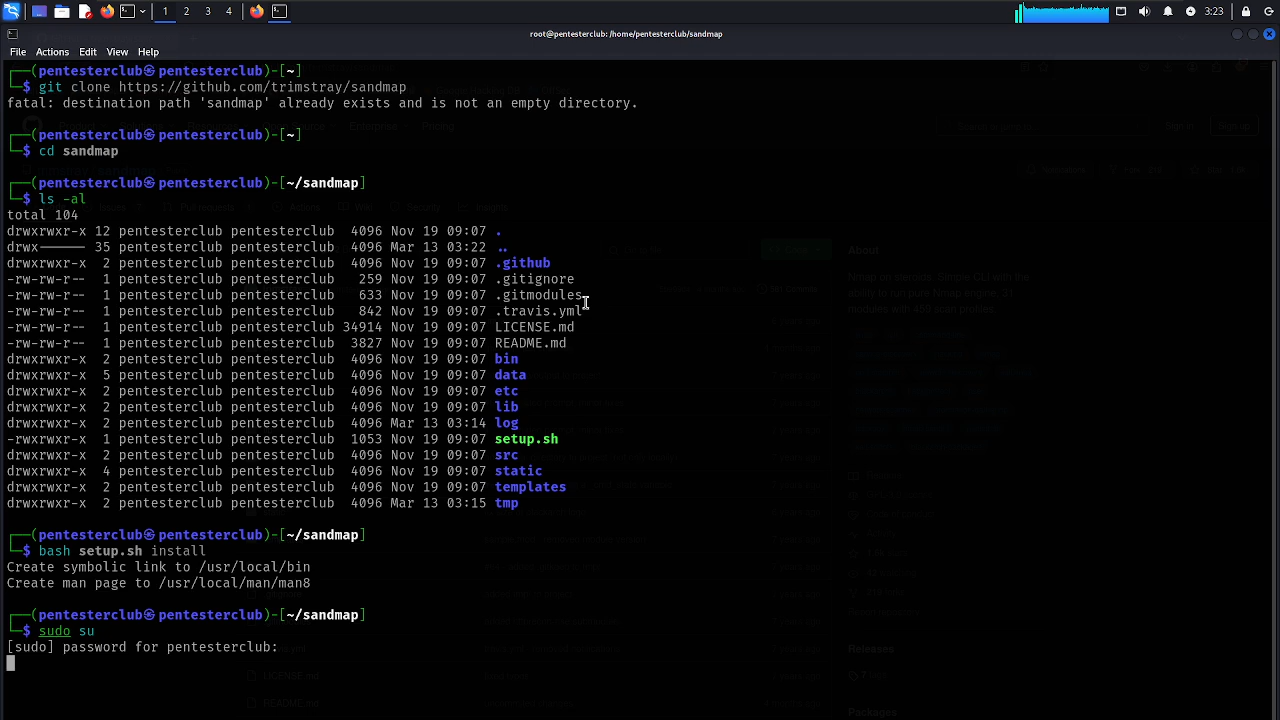 1 2 3 4 3:23
root@pentesterclub: /home/pentesterclub/sandmap
File Actions Edit View Help
┌──(pentesterclub㉿pentesterclub)-[~]
└─$ git clone https://github.com/trimstray/sandmap
fatal: destination path 'sandmap' already exists and is not an empty directory.
┌──(pentesterclub㉿pentesterclub)-[~]
└─$ cd sandmap
┌──(pentesterclub㉿pentesterclub)-[~/sandmap]
└─$ ls -al
total 104
drwxrwxr-x 12 pentesterclub pentesterclub 4096 Nov 19 09:07 .
drwx------ 35 pentesterclub pentesterclub 4096 Mar 13 03:22 ..
drwxrwxr-x 2 pentesterclub pentesterclub 4096 Nov 19 09:07 .github
-rw-rw-r-- 1 pentesterclub pentesterclub 259 Nov 19 09:07 .gitignore
-rw-rw-r-- 1 pentesterclub pentesterclub 633 Nov 19 09:07 .gitmodules
-rw-rw-r-- 1 pentesterclub pentesterclub 842 Nov 19 09:07 .travis.yml
-rw-rw-r-- 1 pentesterclub pentesterclub 34914 Nov 19 09:07 LICENSE.md
-rw-rw-r-- 1 pentesterclub pentesterclub 3827 Nov 19 09:07 README.md
drwxrwxr-x 2 pentesterclub pentesterclub 4096 Nov 19 09:07 bin
drwxrwxr-x 5 pentesterclub pentesterclub 4096 Nov 19 09:07 data
drwxrwxr-x 2 pentesterclub pentesterclub 4096 Nov 19 09:07 etc
drwxrwxr-x 2 pentesterclub pentesterclub 4096 Nov 19 09:07 lib
drwxrwxr-x 2 pentesterclub pentesterclub 4096 Mar 13 03:14 log
-rwxrwxr-x 1 pentesterclub pentesterclub 1053 Nov 19 09:07 setup.sh
drwxrwxr-x 2 pentesterclub pentesterclub 4096 Nov 19 09:07 src
drwxrwxr-x 4 pentesterclub pentesterclub 4096 Nov 19 09:07 static
drwxrwxr-x 2 pentesterclub pentesterclub 4096 Nov 19 09:07 templates
drwxrwxr-x 2 pentesterclub pentesterclub 4096 Mar 13 03:15 tmp
┌──(pentesterclub㉿pentesterclub)-[~/sandmap]
└─$ bash setup.sh install
Create symbolic link to /usr/local/bin
Create man page to /usr/local/man/man8
┌──(pentesterclub㉿pentesterclub)-[~/sandmap]
└─$ sudo su
[sudo] password for pentesterclub:
About
Releases
Packages
LICENSE.md
README.md